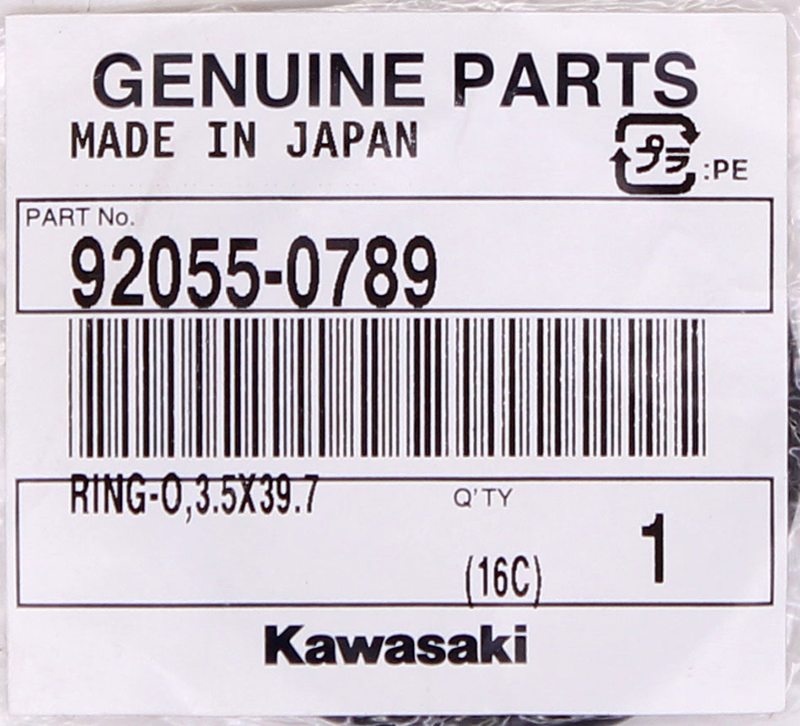 GENUINE PARTS
MADE IN JAPAN
プラ :PE
PART No.
92055-0789
RING-O,3.5X39.7
Q'TY
1
(16C)
Kawasaki